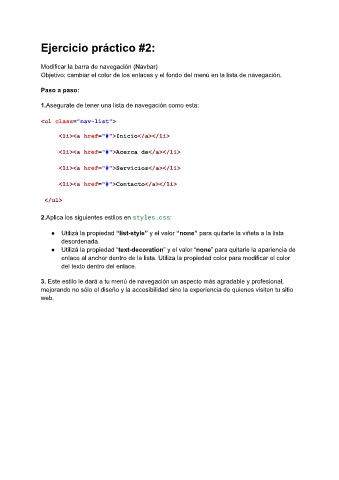 Ejercicio práctico #2:
Modificar la barra de navegación (Navbar)
Objetivo: cambiar el color de los enlaces y el fondo del menú en la lista de navegación.
Paso a paso:
1.Asegurate de tener una lista de navegación como esta:
<ul class="nav-list">
<li><a href="#">Inicio</a></li>
<li><a href="#">Acerca de</a></li>
<li><a href="#">Servicios</a></li>
<li><a href="#">Contacto</a></li>
</ul>
2.Aplica los siguientes estilos en styles.css:
● Utilizá la propiedad "list-style" y el valor "none" para quitarle la viñeta a la lista
desordenada.
● Utilizá la propiedad "text-decoration" y el valor "none" para quitarle la apariencia de
enlace al anchor dentro de la lista. Utiliza la propiedad color para modificar el color
del texto dentro del enlace.
3. Este estilo le dará a tu menú de navegación un aspecto más agradable y profesional,
mejorando no sólo el diseño y la accesibilidad sino la experiencia de quienes visiten tu sitio
web.